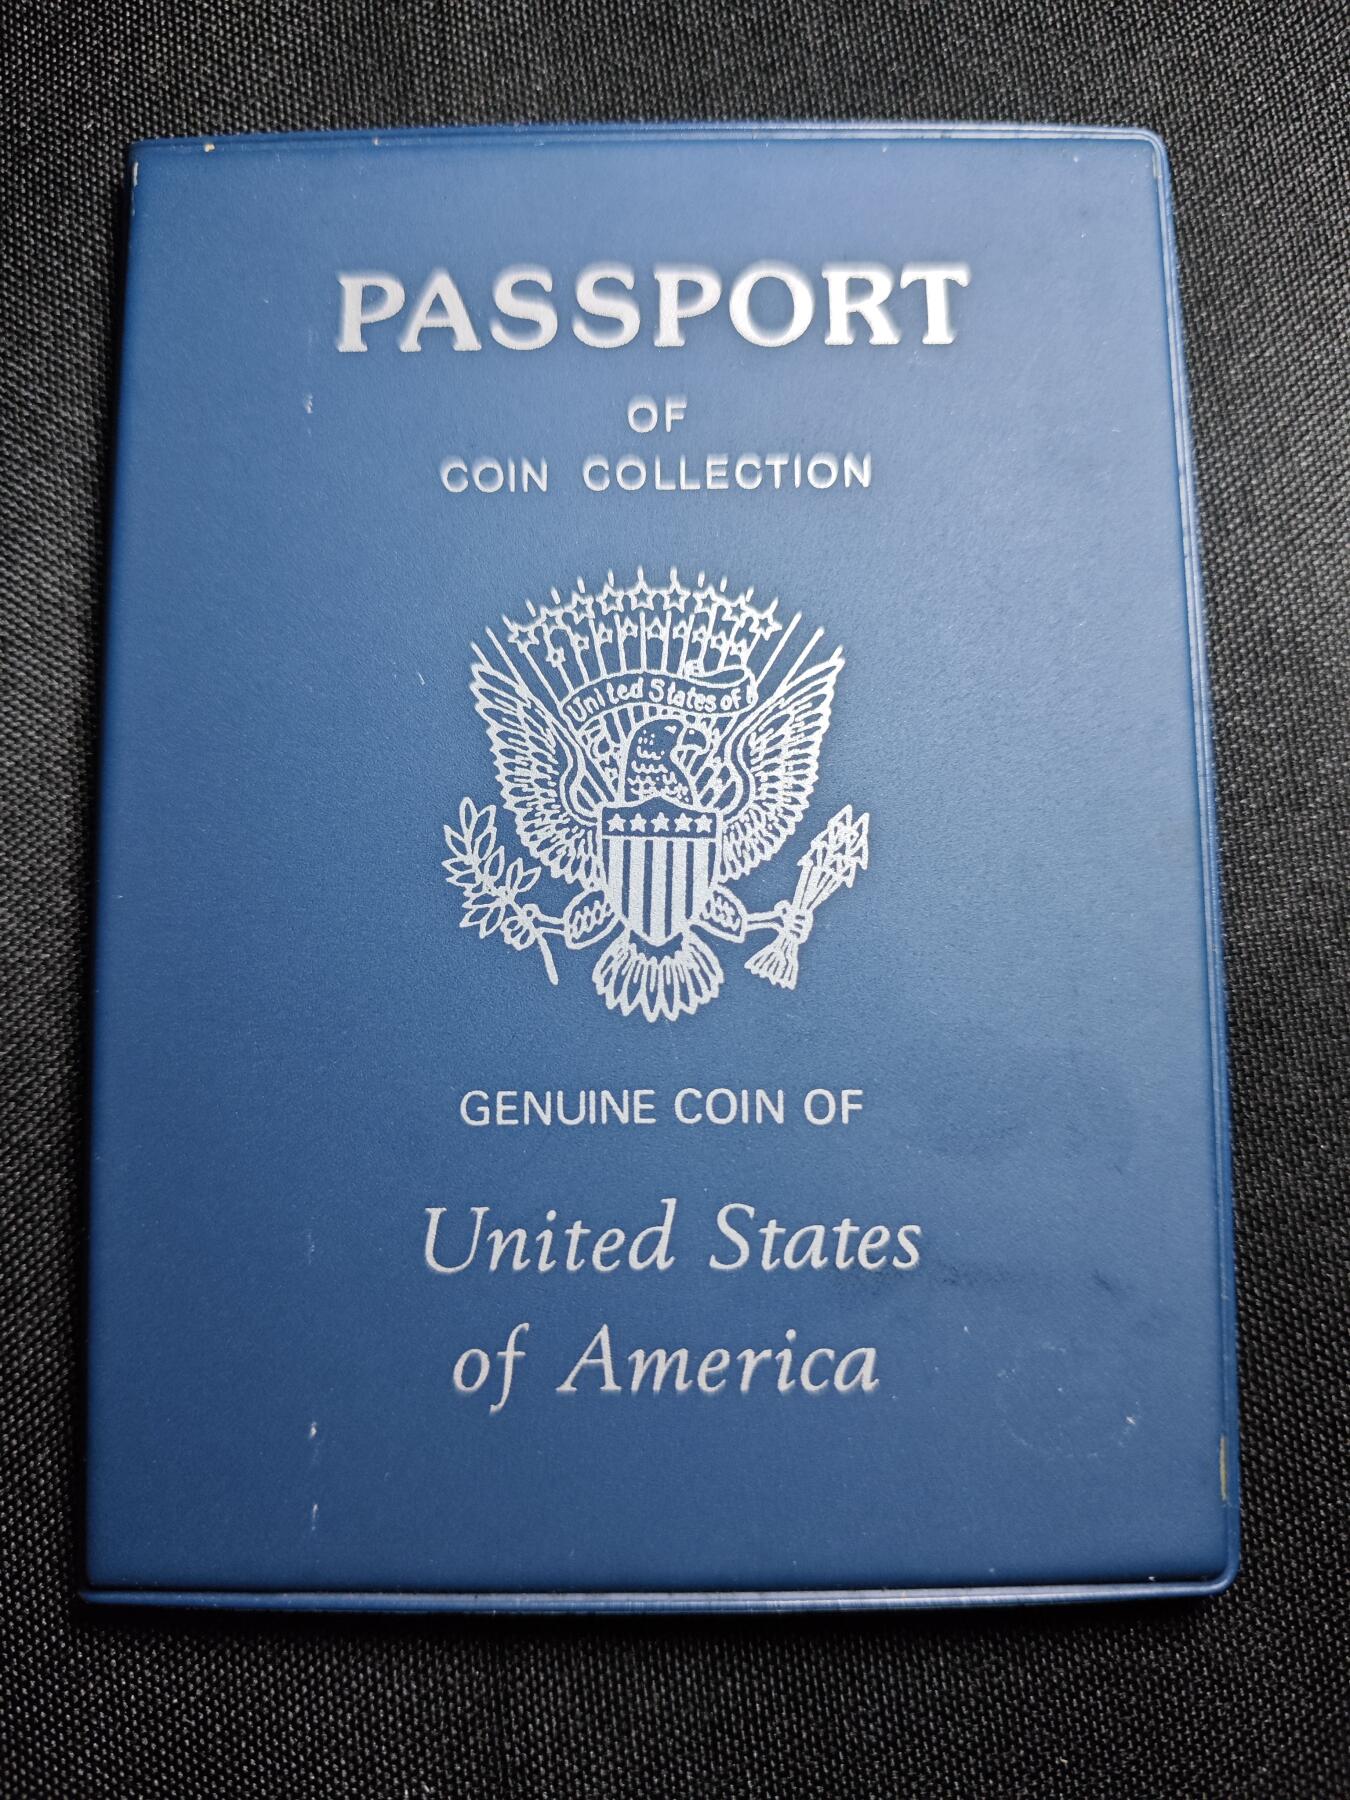 PASSPORT
OF
COIN COLLECTION
United States of
GENUINE COIN OF
United States
of America